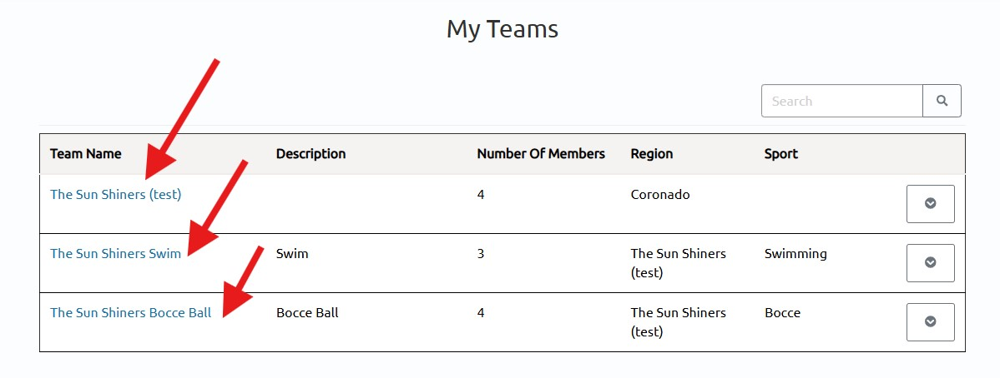 My Teams
Search
Team Name Description Number Of Members Region Sport
The Sun Shiners (test) 4 Coronado
The Sun Shiners Swim Swim 3 The Sun Shiners (test) Swimming
The Sun Shiners Bocce Ball Bocce Ball 4 The Sun Shiners (test) Bocce